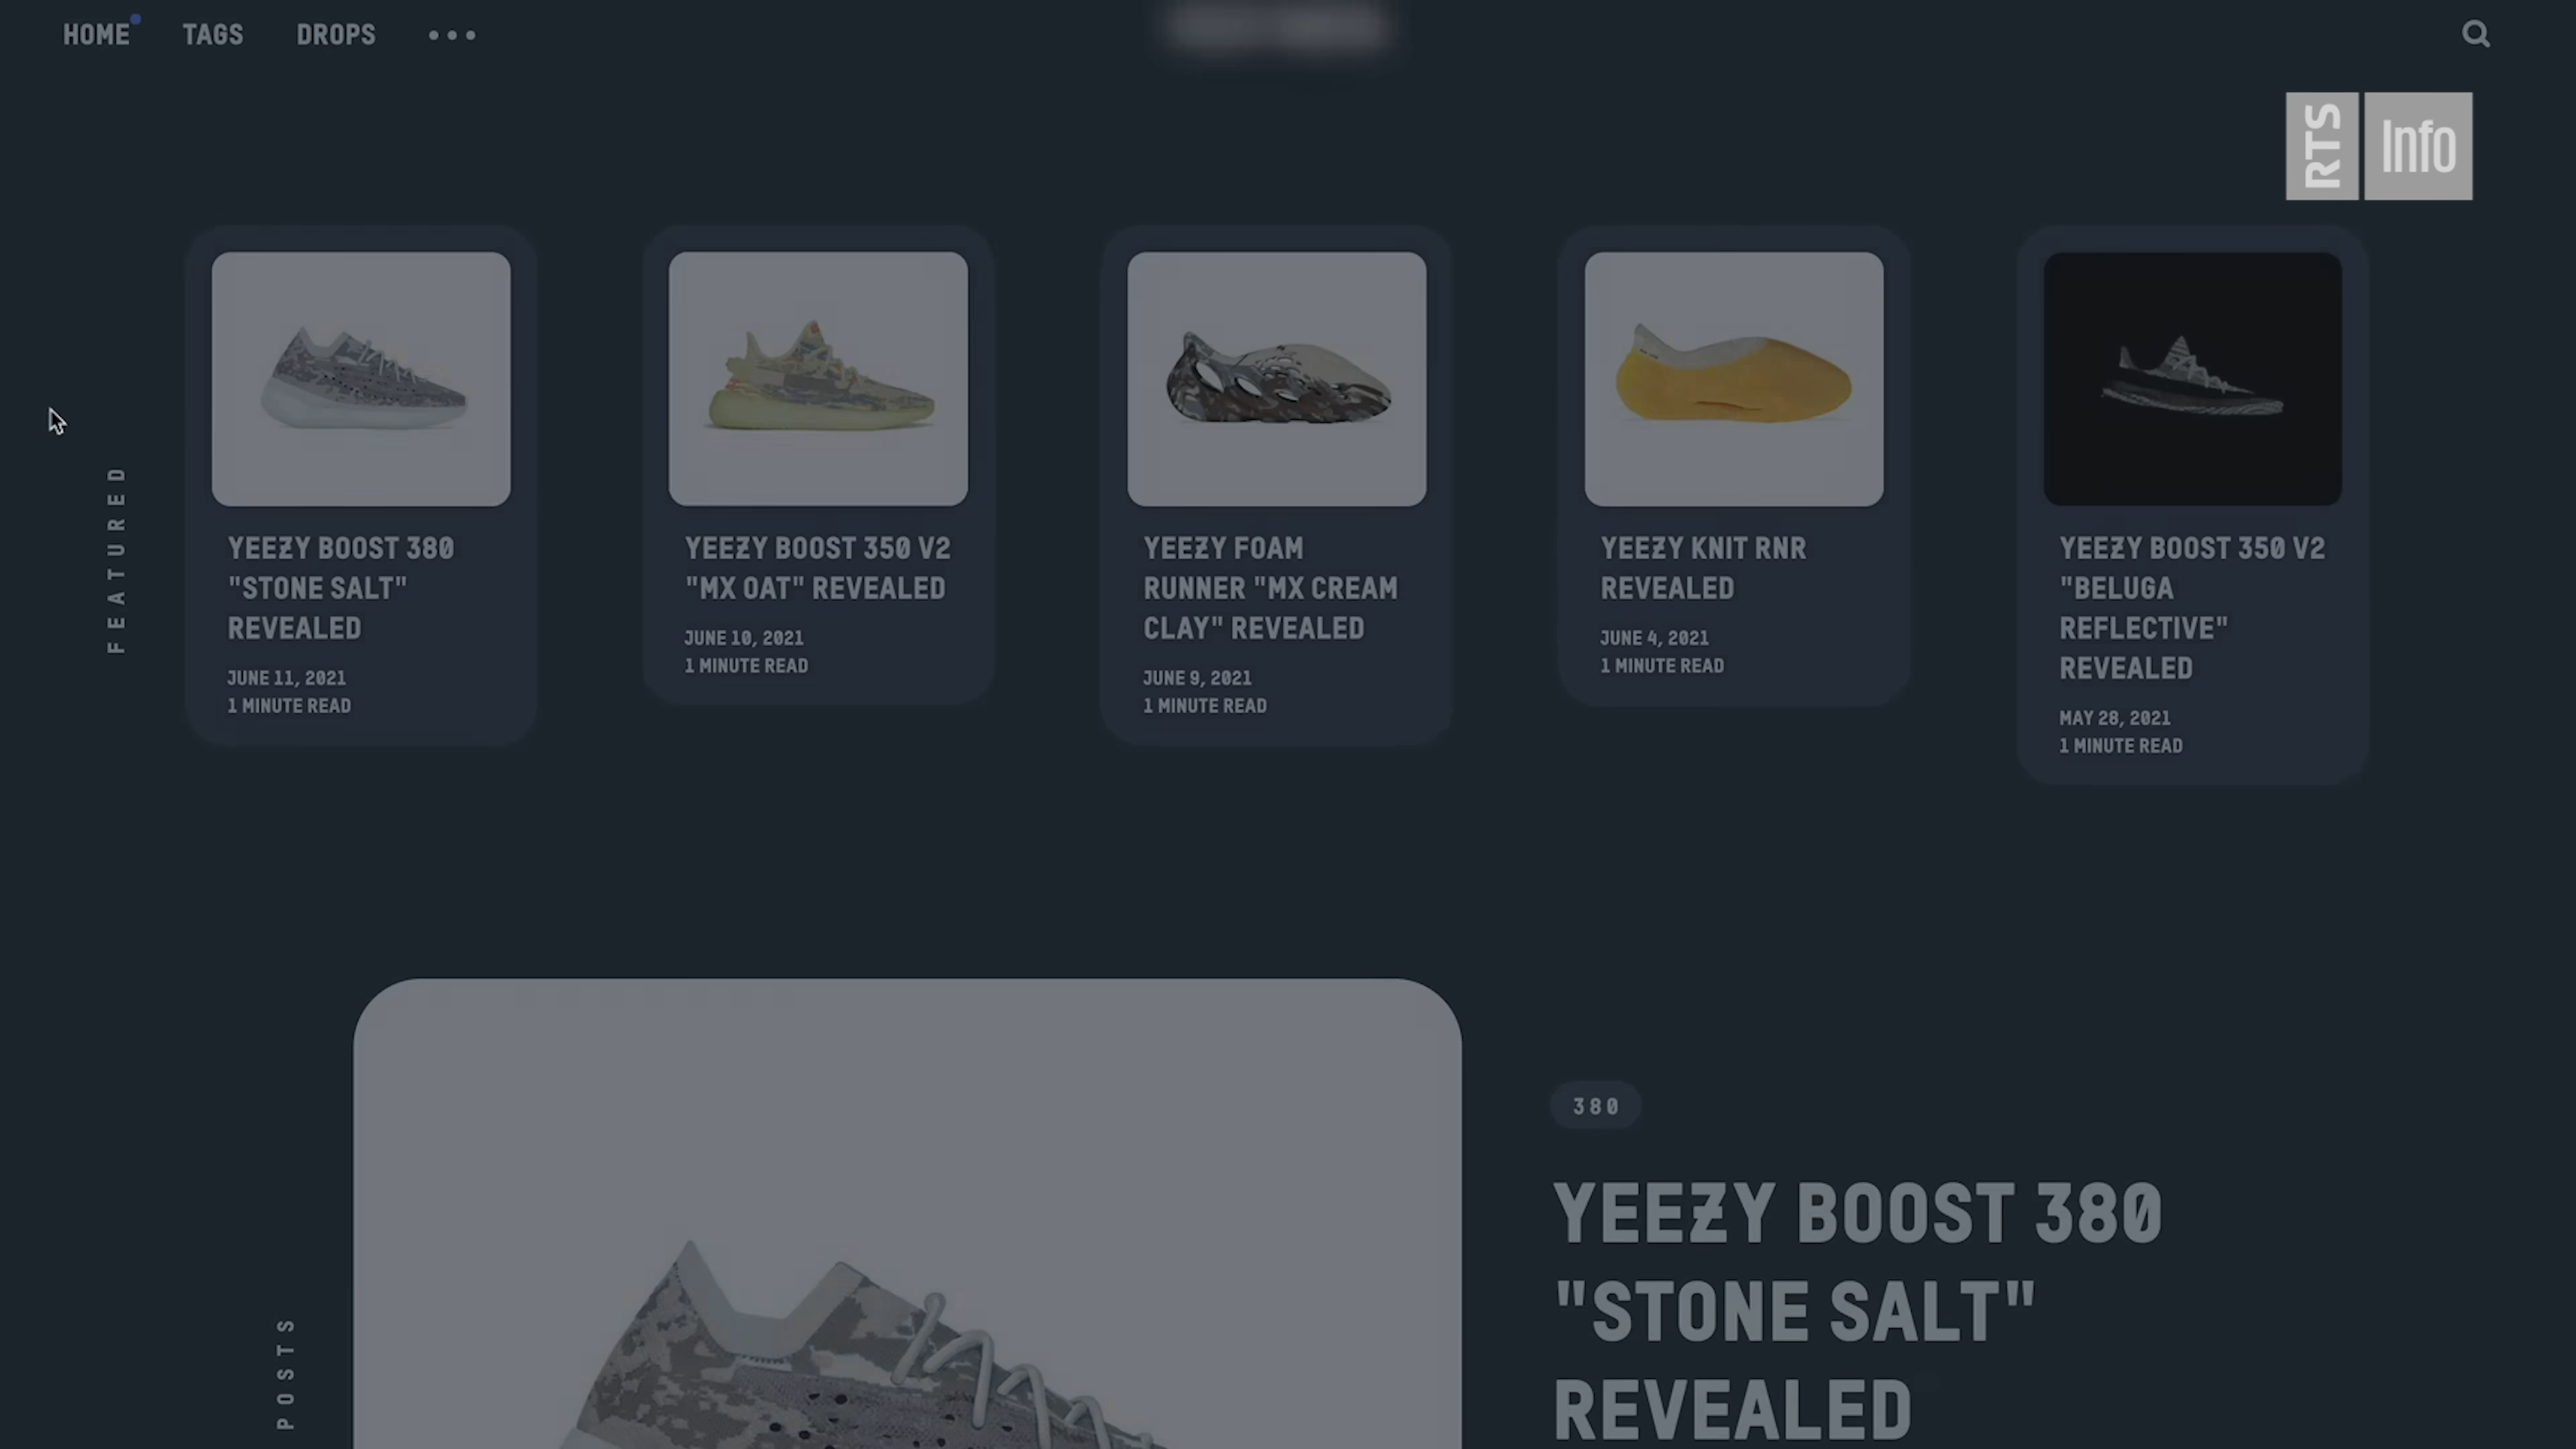 HOME TAGS DROPS
RTS Info
FEATURED
YEEZY BOOST 380
"STONE SALT"
REVEALED
JUNE 11, 2021
1 MINUTE READ
YEEZY BOOST 350 V2
"MX OAT" REVEALED
JUNE 10, 2021
1 MINUTE READ
YEEZY FOAM
RUNNER "MX CREAM
CLAY" REVEALED
JUNE 9, 2021
1 MINUTE READ
YEEZY KNIT RNR
REVEALED
JUNE 4, 2021
1 MINUTE READ
YEEZY BOOST 350 V2
"BELUGA
REFLECTIVE"
REVEALED
MAY 28, 2021
1 MINUTE READ
POSTS
380
YEEZY BOOST 380
"STONE SALT"
REVEALED